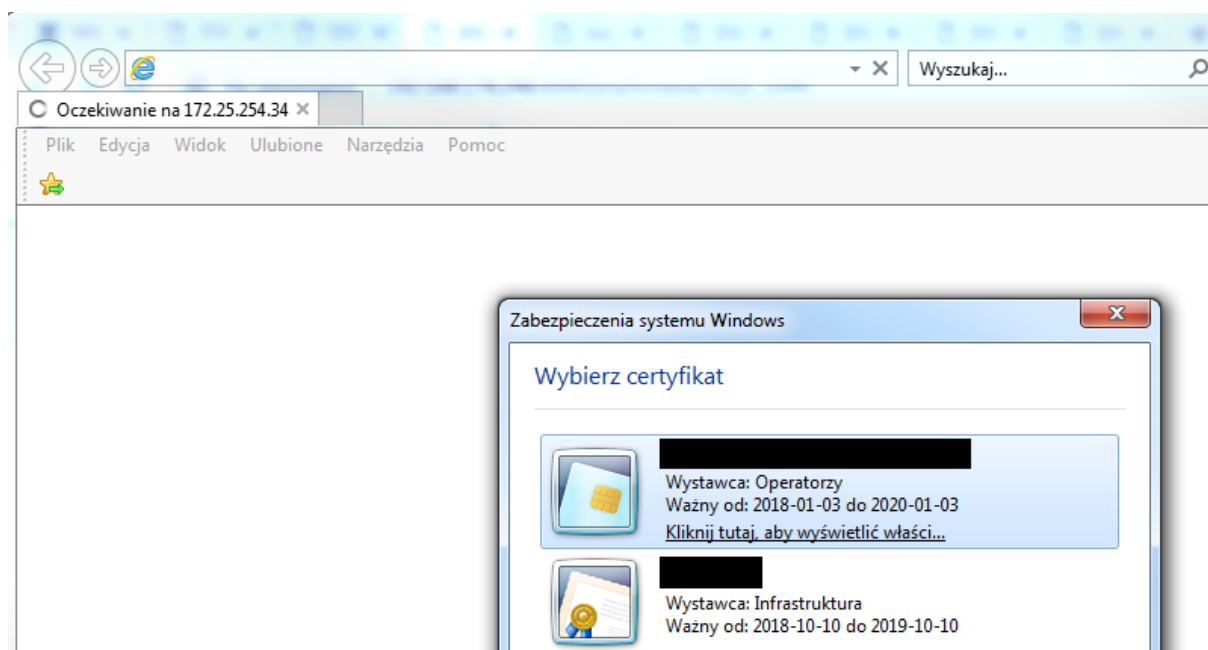 Wyszukaj...
Oczekiwanie na 172.25.254.34
Plik Edycja Widok Ulubione Narzędzia Pomoc
Zabezpieczenia systemu Windows
Wybierz certyfikat
Wystawca: Operatorzy
Ważny od: 2018-01-03 do 2020-01-03
Kliknij tutaj, aby wyświetlić właści...
Wystawca: Infrastruktura
Ważny od: 2018-10-10 do 2019-10-10